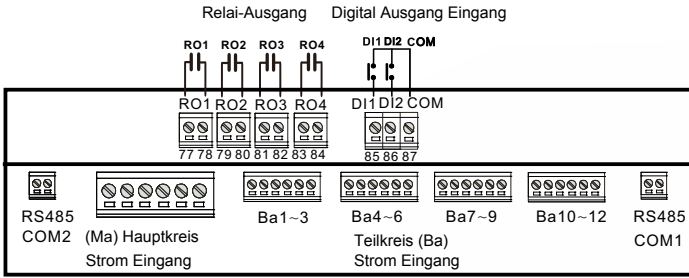 Relai-Ausgang Digital Ausgang Eingang
RO1 RO2 RO3 RO4 DI1 DI2 COM
RO1 RO2 RO3 RO4 DI1 DI2 COM
77 78 79 80 81 82 83 84 85 86 87
RS485 Ba1~3 Ba4~6 Ba7~9 Ba10~12 RS485
COM2 (Ma) Hauptkreis Teilkreis (Ba) COM1
Strom Eingang Strom Eingang